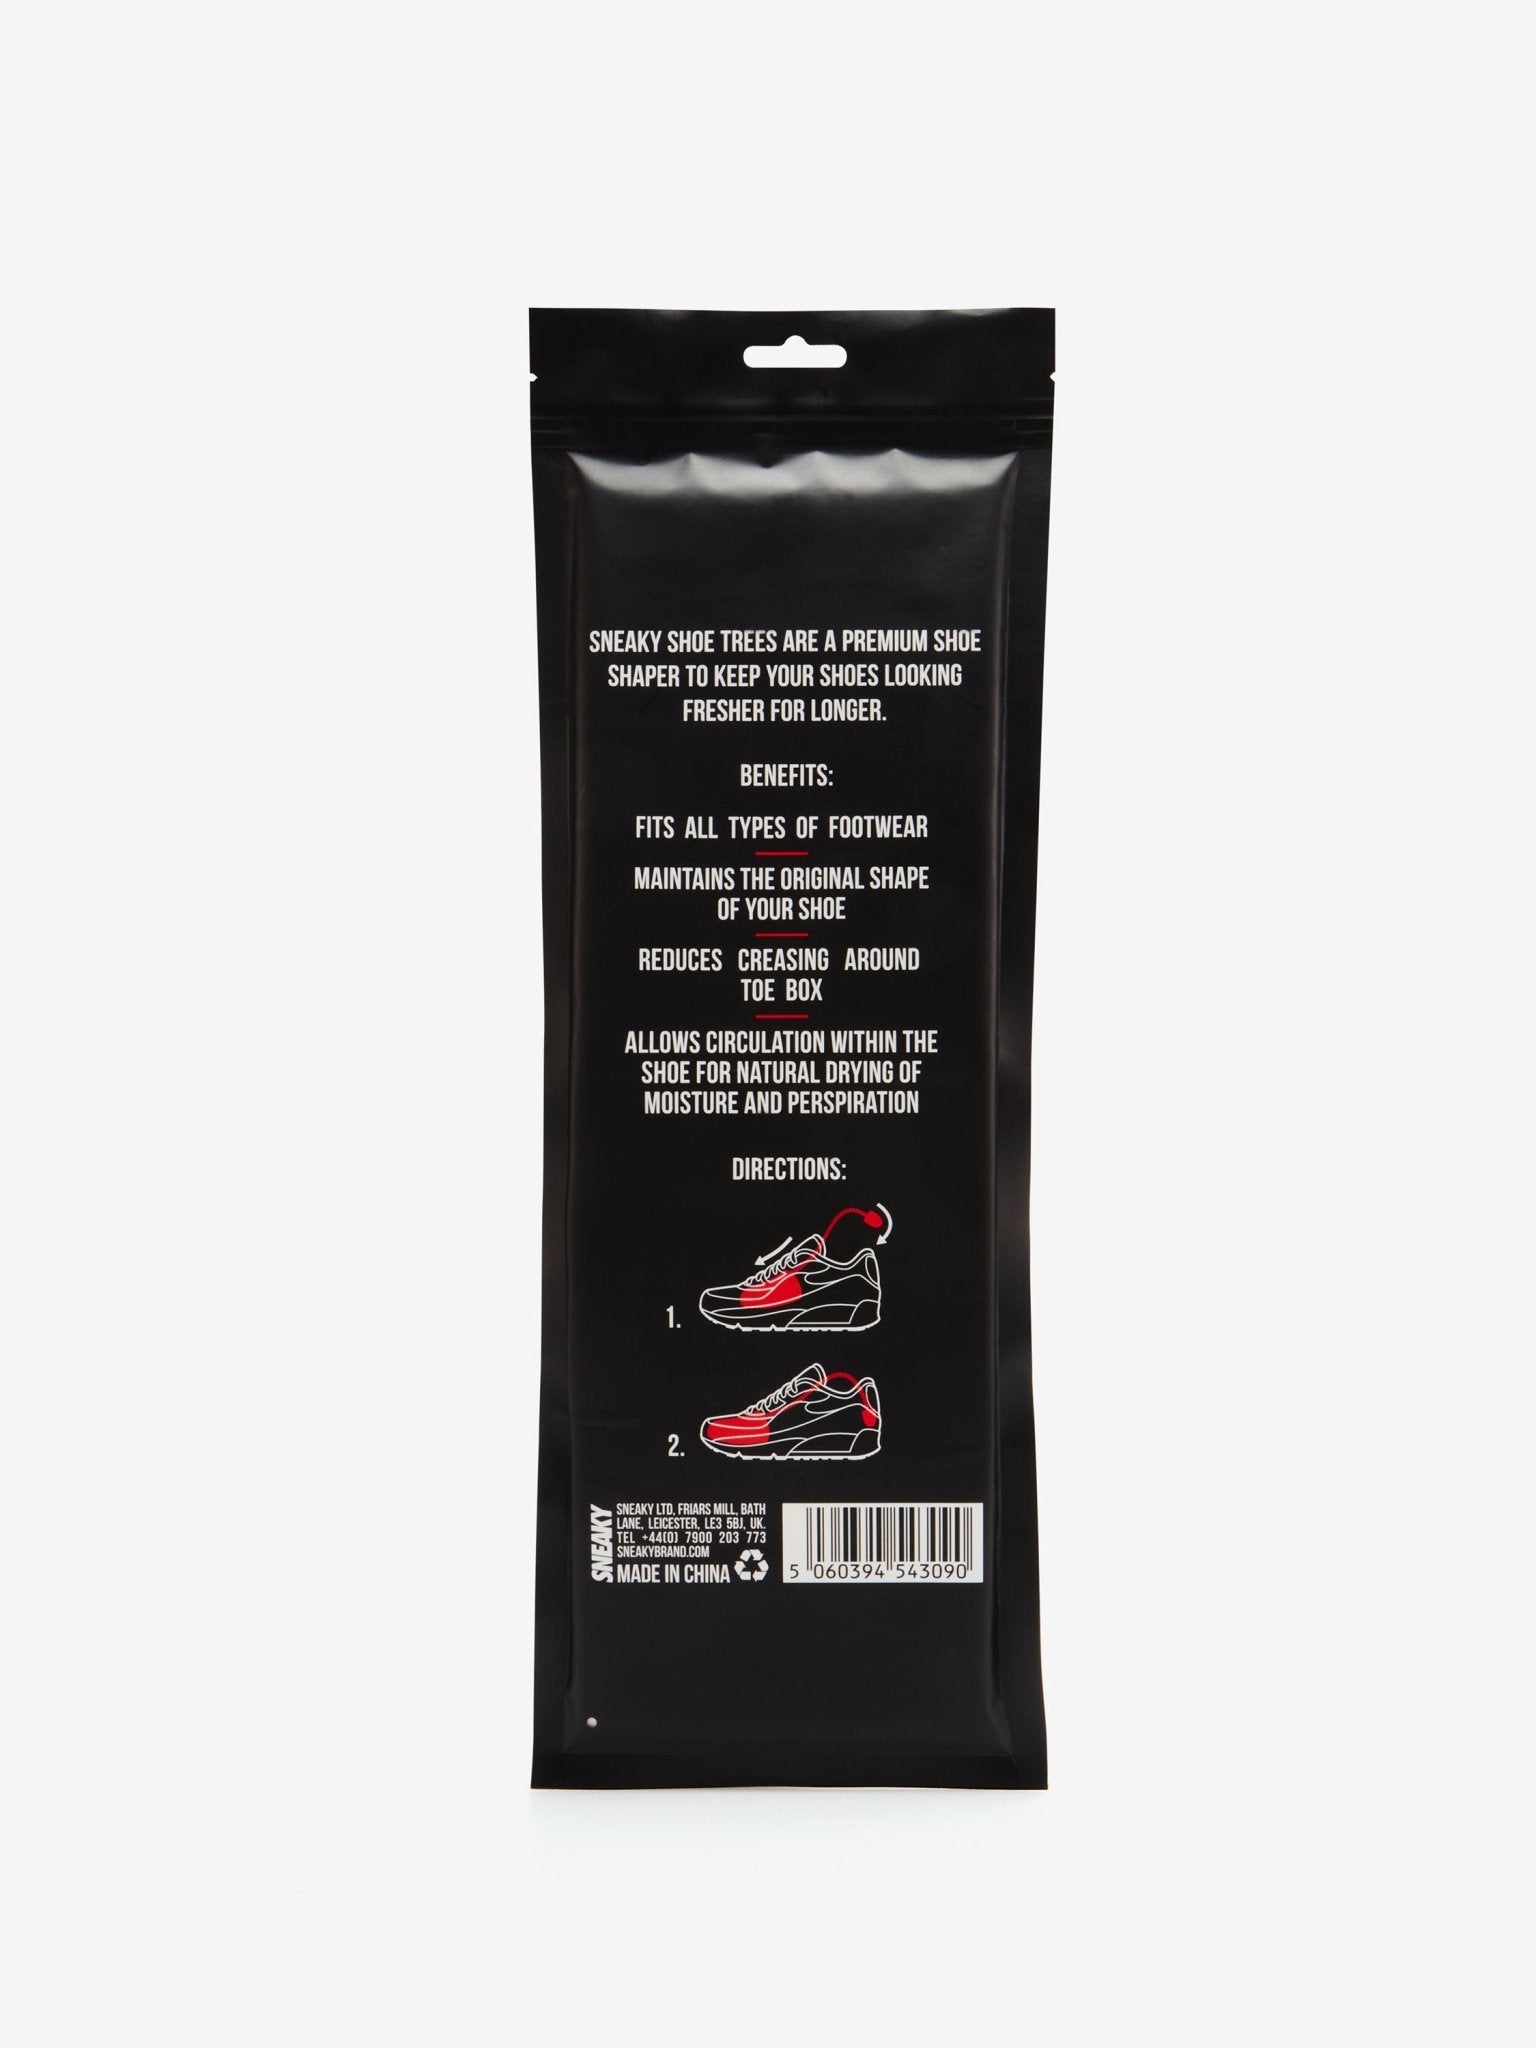 SNEAKY SHOE TREES ARE A PREMIUM SHOE
SHAPER TO KEEP YOUR SHOES LOOKING
FRESHER FOR LONGER.
BENEFITS:
FITS ALL TYPES OF FOOTWEAR
MAINTAINS THE ORIGINAL SHAPE
OF YOUR SHOE
REDUCES CREASING AROUND
TOE BOX
ALLOWS CIRCULATION WITHIN THE
SHOE FOR NATURAL DRYING OF
MOISTURE AND PERSPIRATION
DIRECTIONS:
1.
2.
SNEAKY
SNEAKY LTD, FRIARS MILL, BATH
LANE, LEICESTER, LE3 5BJ, UK.
TEL +44(0) 7900 203 773
SNEAKYBRAND.COM
MADE IN CHINA
5 060394 543090